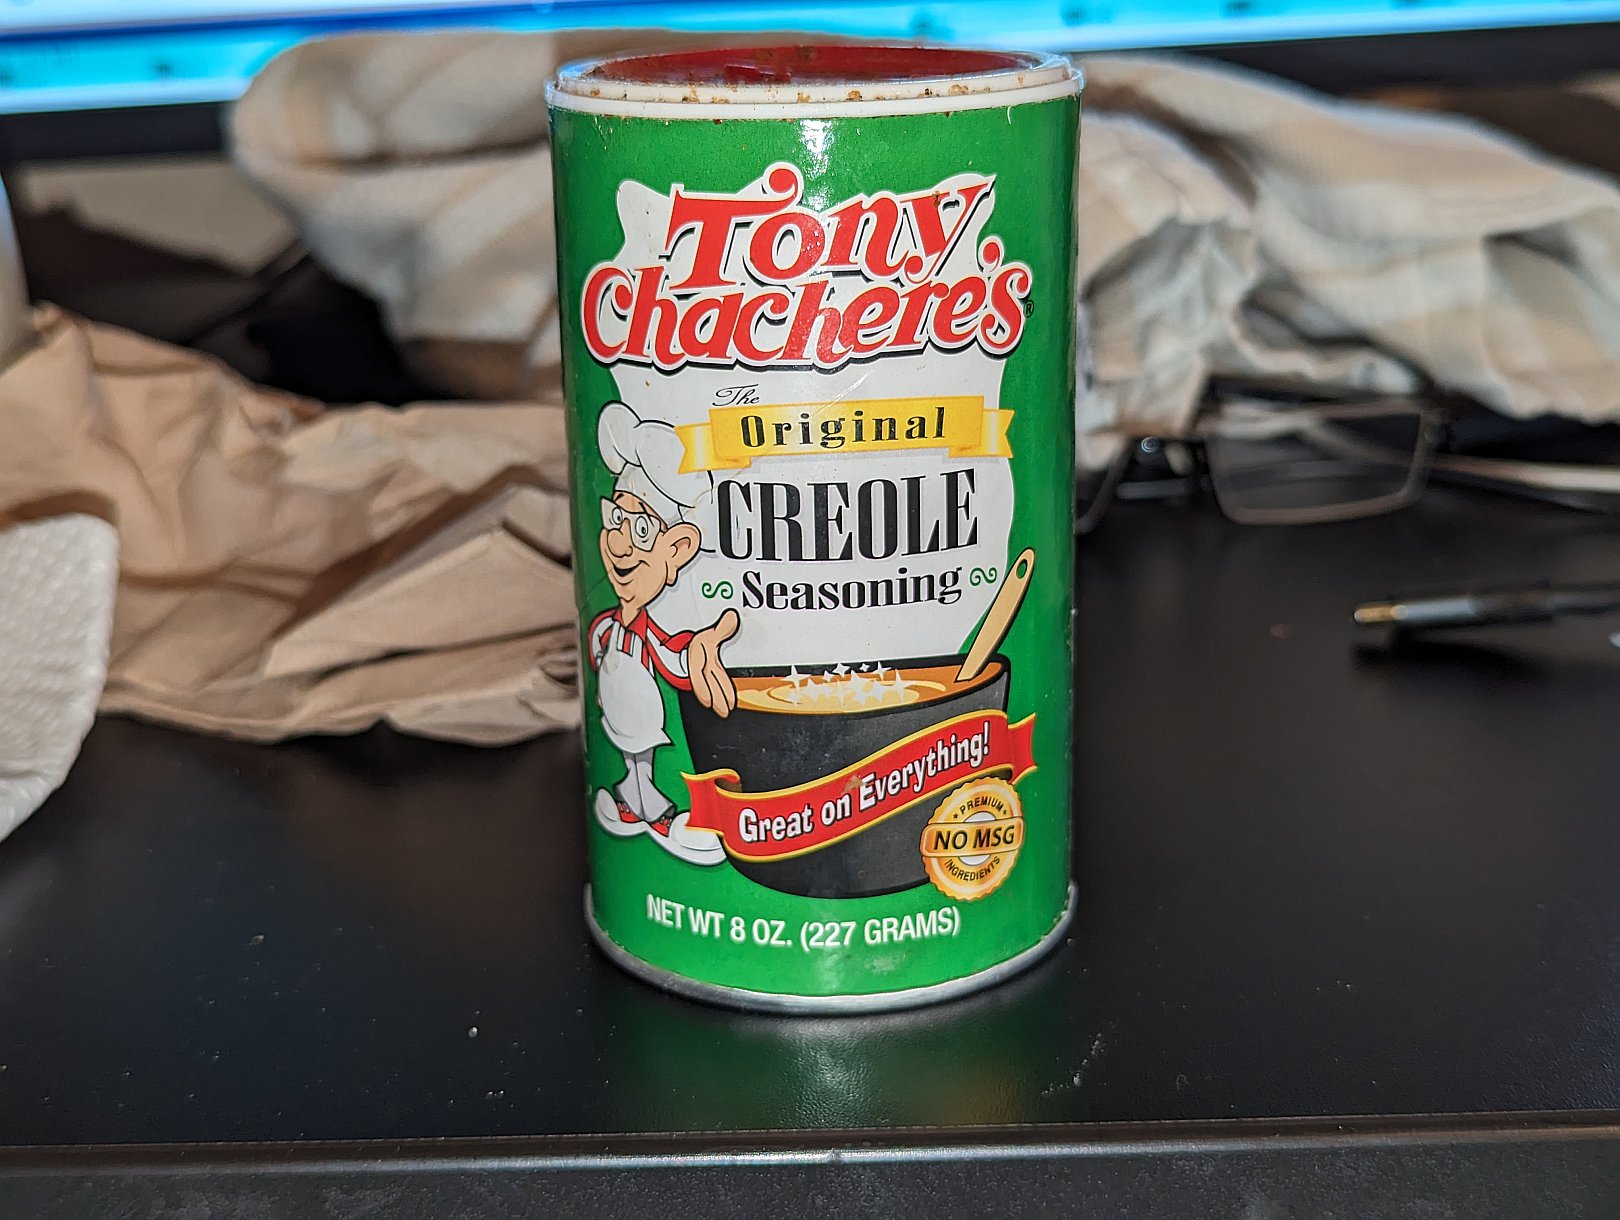 Tony
Chachere's®
The
Original
CREOLE
Seasoning
Great on Everything!
PREMIUM
NO MSG
INGREDIENTS
NET WT 8 OZ. (227 GRAMS)